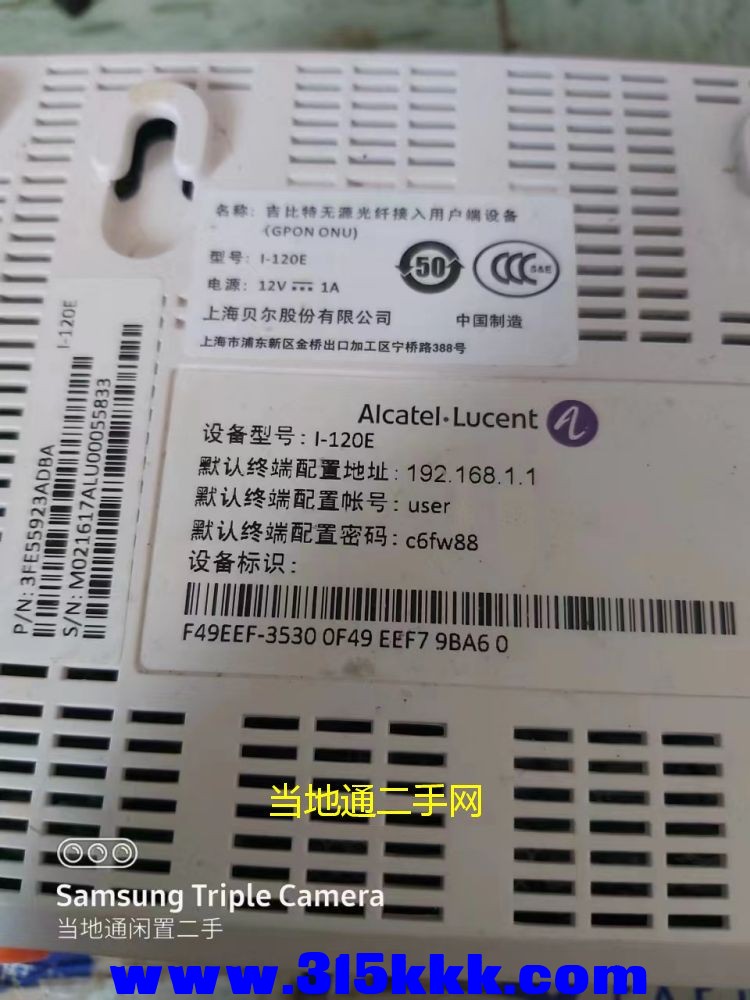 名称：吉比特无源光纤接入用户端设备
(GPON ONU)
型号：I-120E
电源：12V 1A
50
CCC S&E
上海贝尔股份有限公司
中国制造
上海市浦东新区金桥出口加工区宁桥路388号
I-120E
P/N: 3FE55923ADBA
S/N: M021617ALU00055833
Alcatel·Lucent
设备型号：I-120E
默认终端配置地址：192.168.1.1
默认终端配置帐号：user
默认终端配置密码：c6fw88
设备标识：
F49EEF-3530 0F49 EEF7 9BA6 0
当地通二手网
Samsung Triple Camera
当地通闲置二手
www.315kkk.com